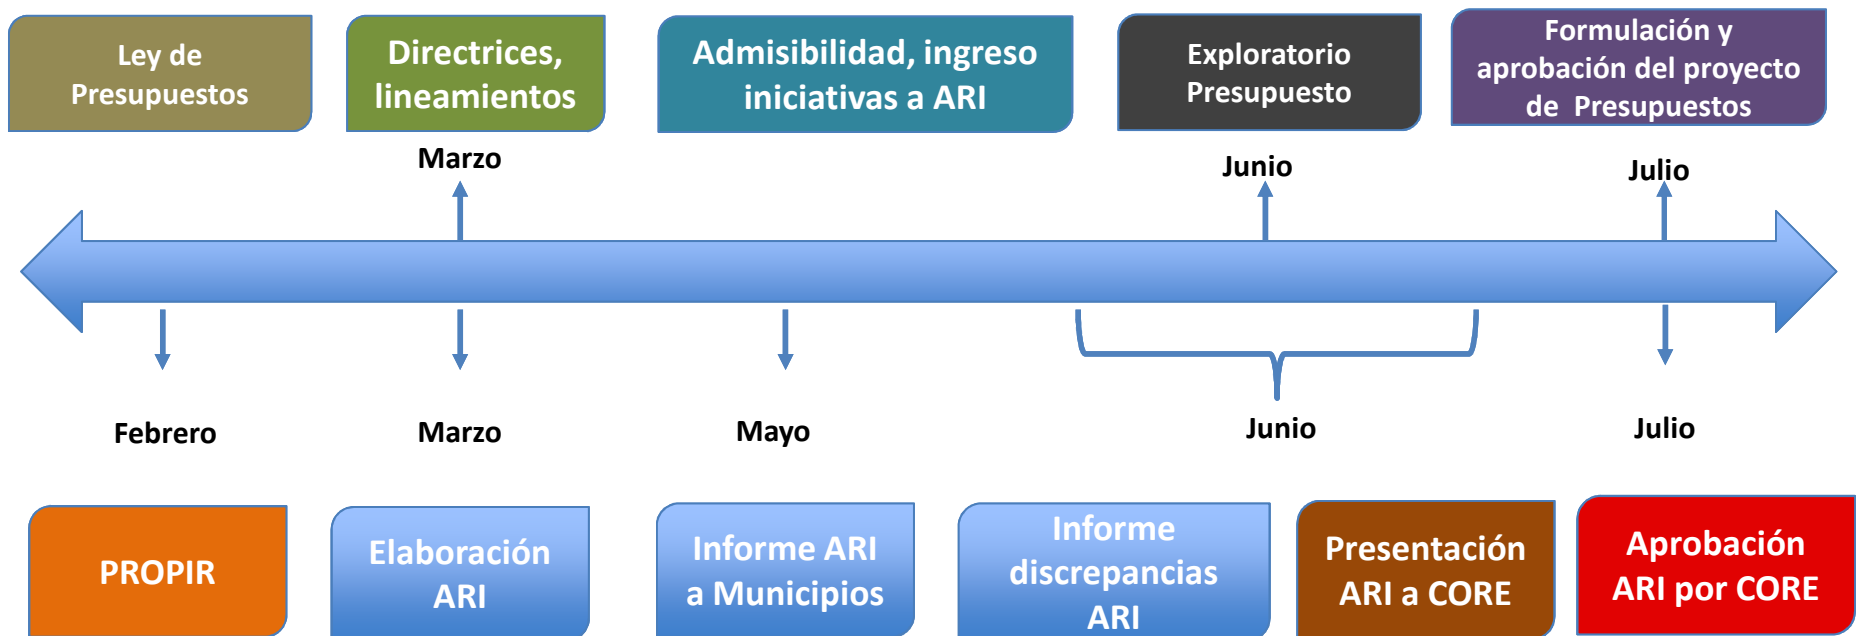 Ley de
Presupuestos
Directrices,
lineamientos
Admisibilidad, ingreso
iniciativas a ARI
Exploratorio
Presupuesto
Formulación y
aprobación del proyecto
de Presupuestos
Marzo
Junio
Julio
Febrero
Marzo
Mayo
Junio
Julio
PROPIR
Elaboración
ARI
Informe ARI
a Municipios
Informe
discrepancias
ARI
Presentación
ARI a CORE
Aprobación
ARI por CORE